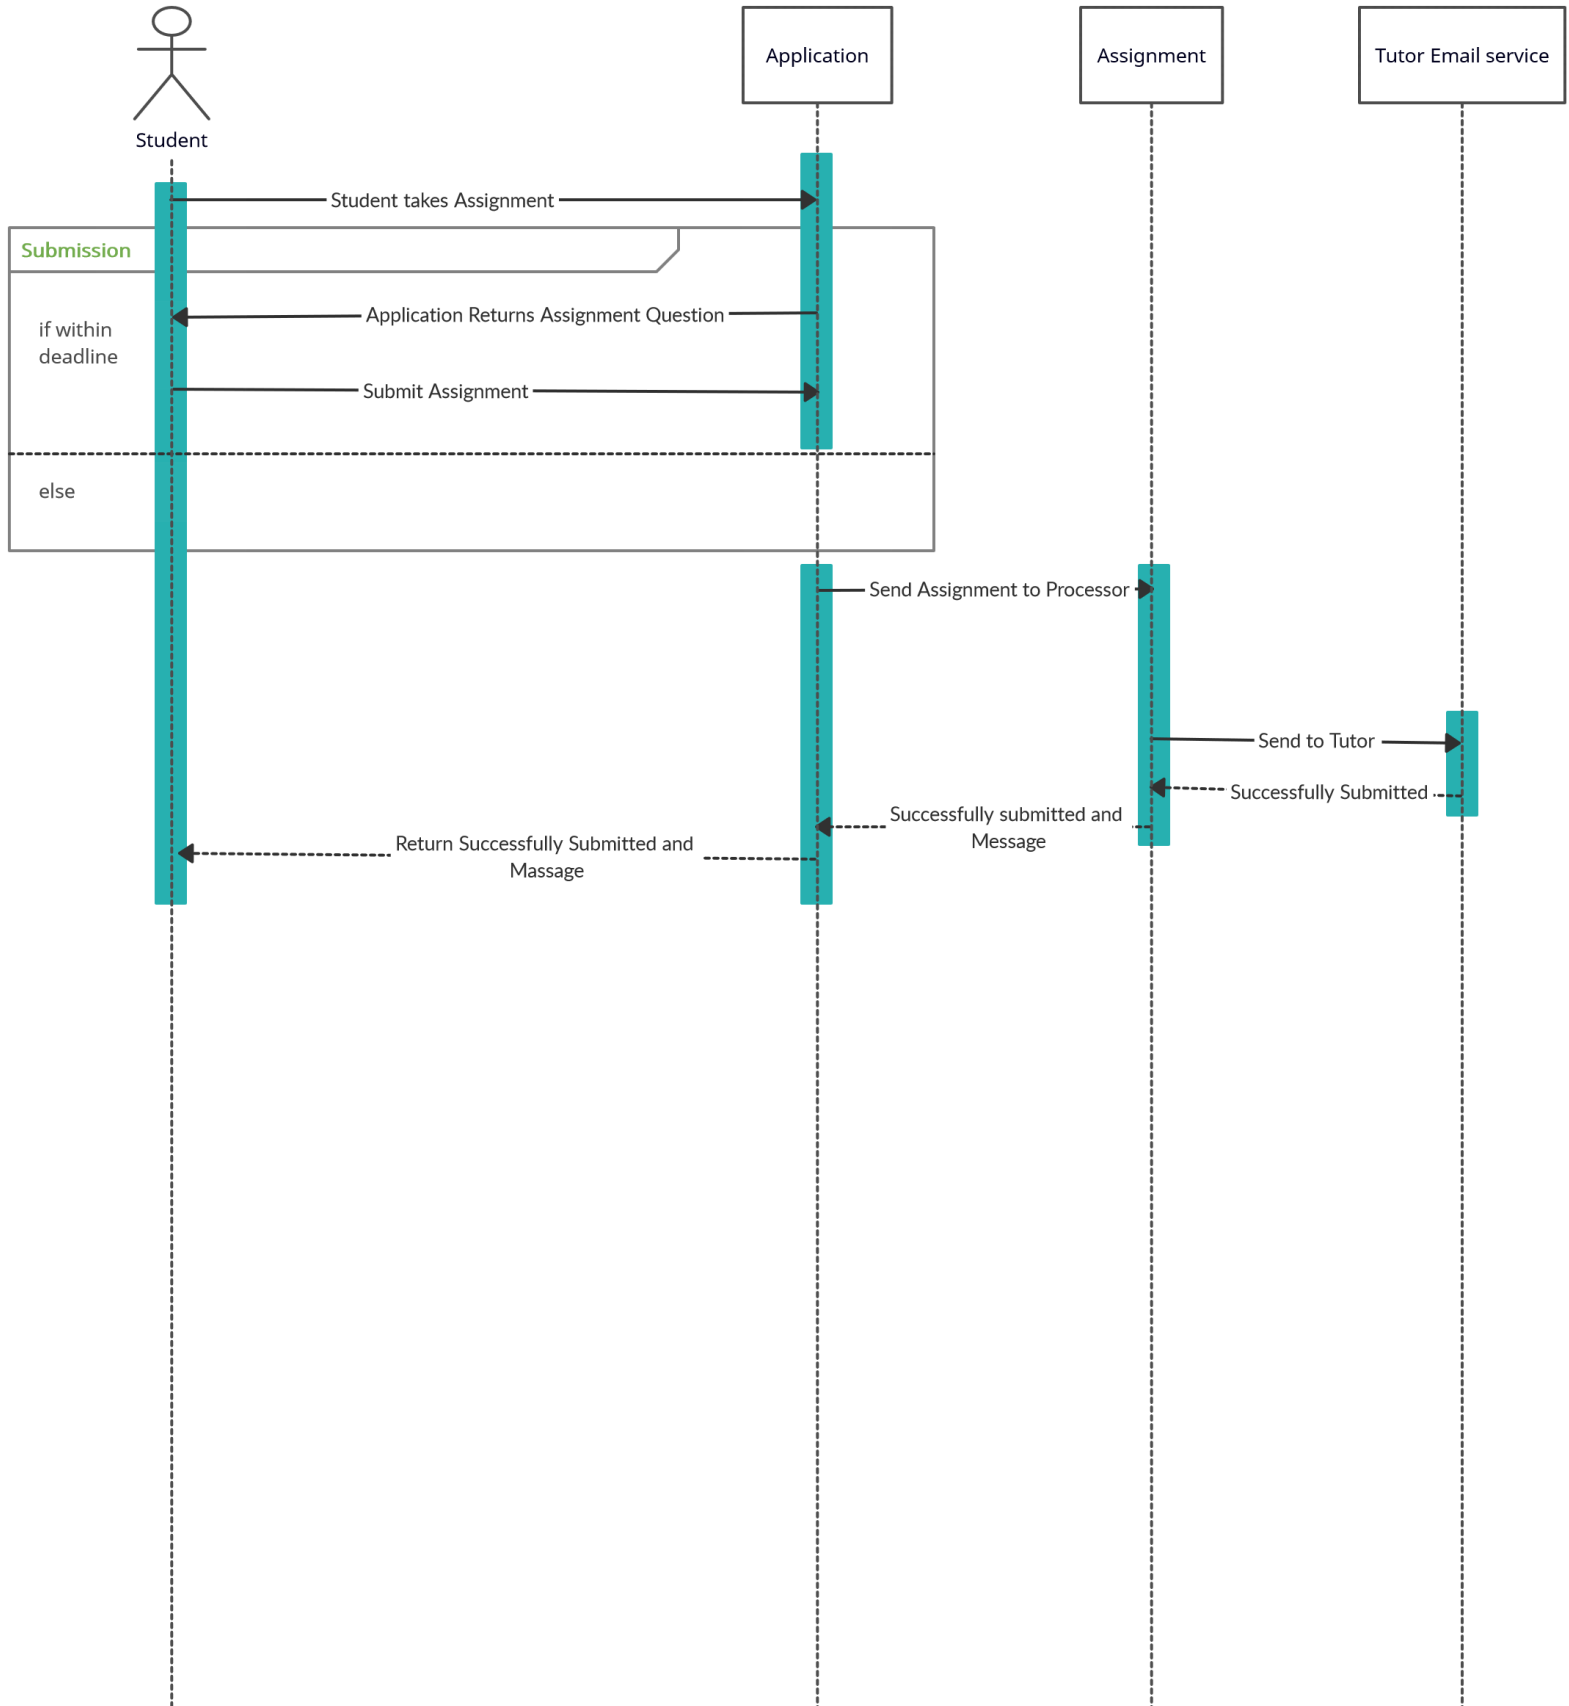 Application
Assignment
Tutor Email service
Student
Student takes Assignment
Submission
Application Returns Assignment Question
if within
deadline
Submit Assignment
else
Send Assignment to Processor
Send to Tutor
Successfully Submitted
Successfully submitted and
Message
Return Successfully Submitted and
Massage